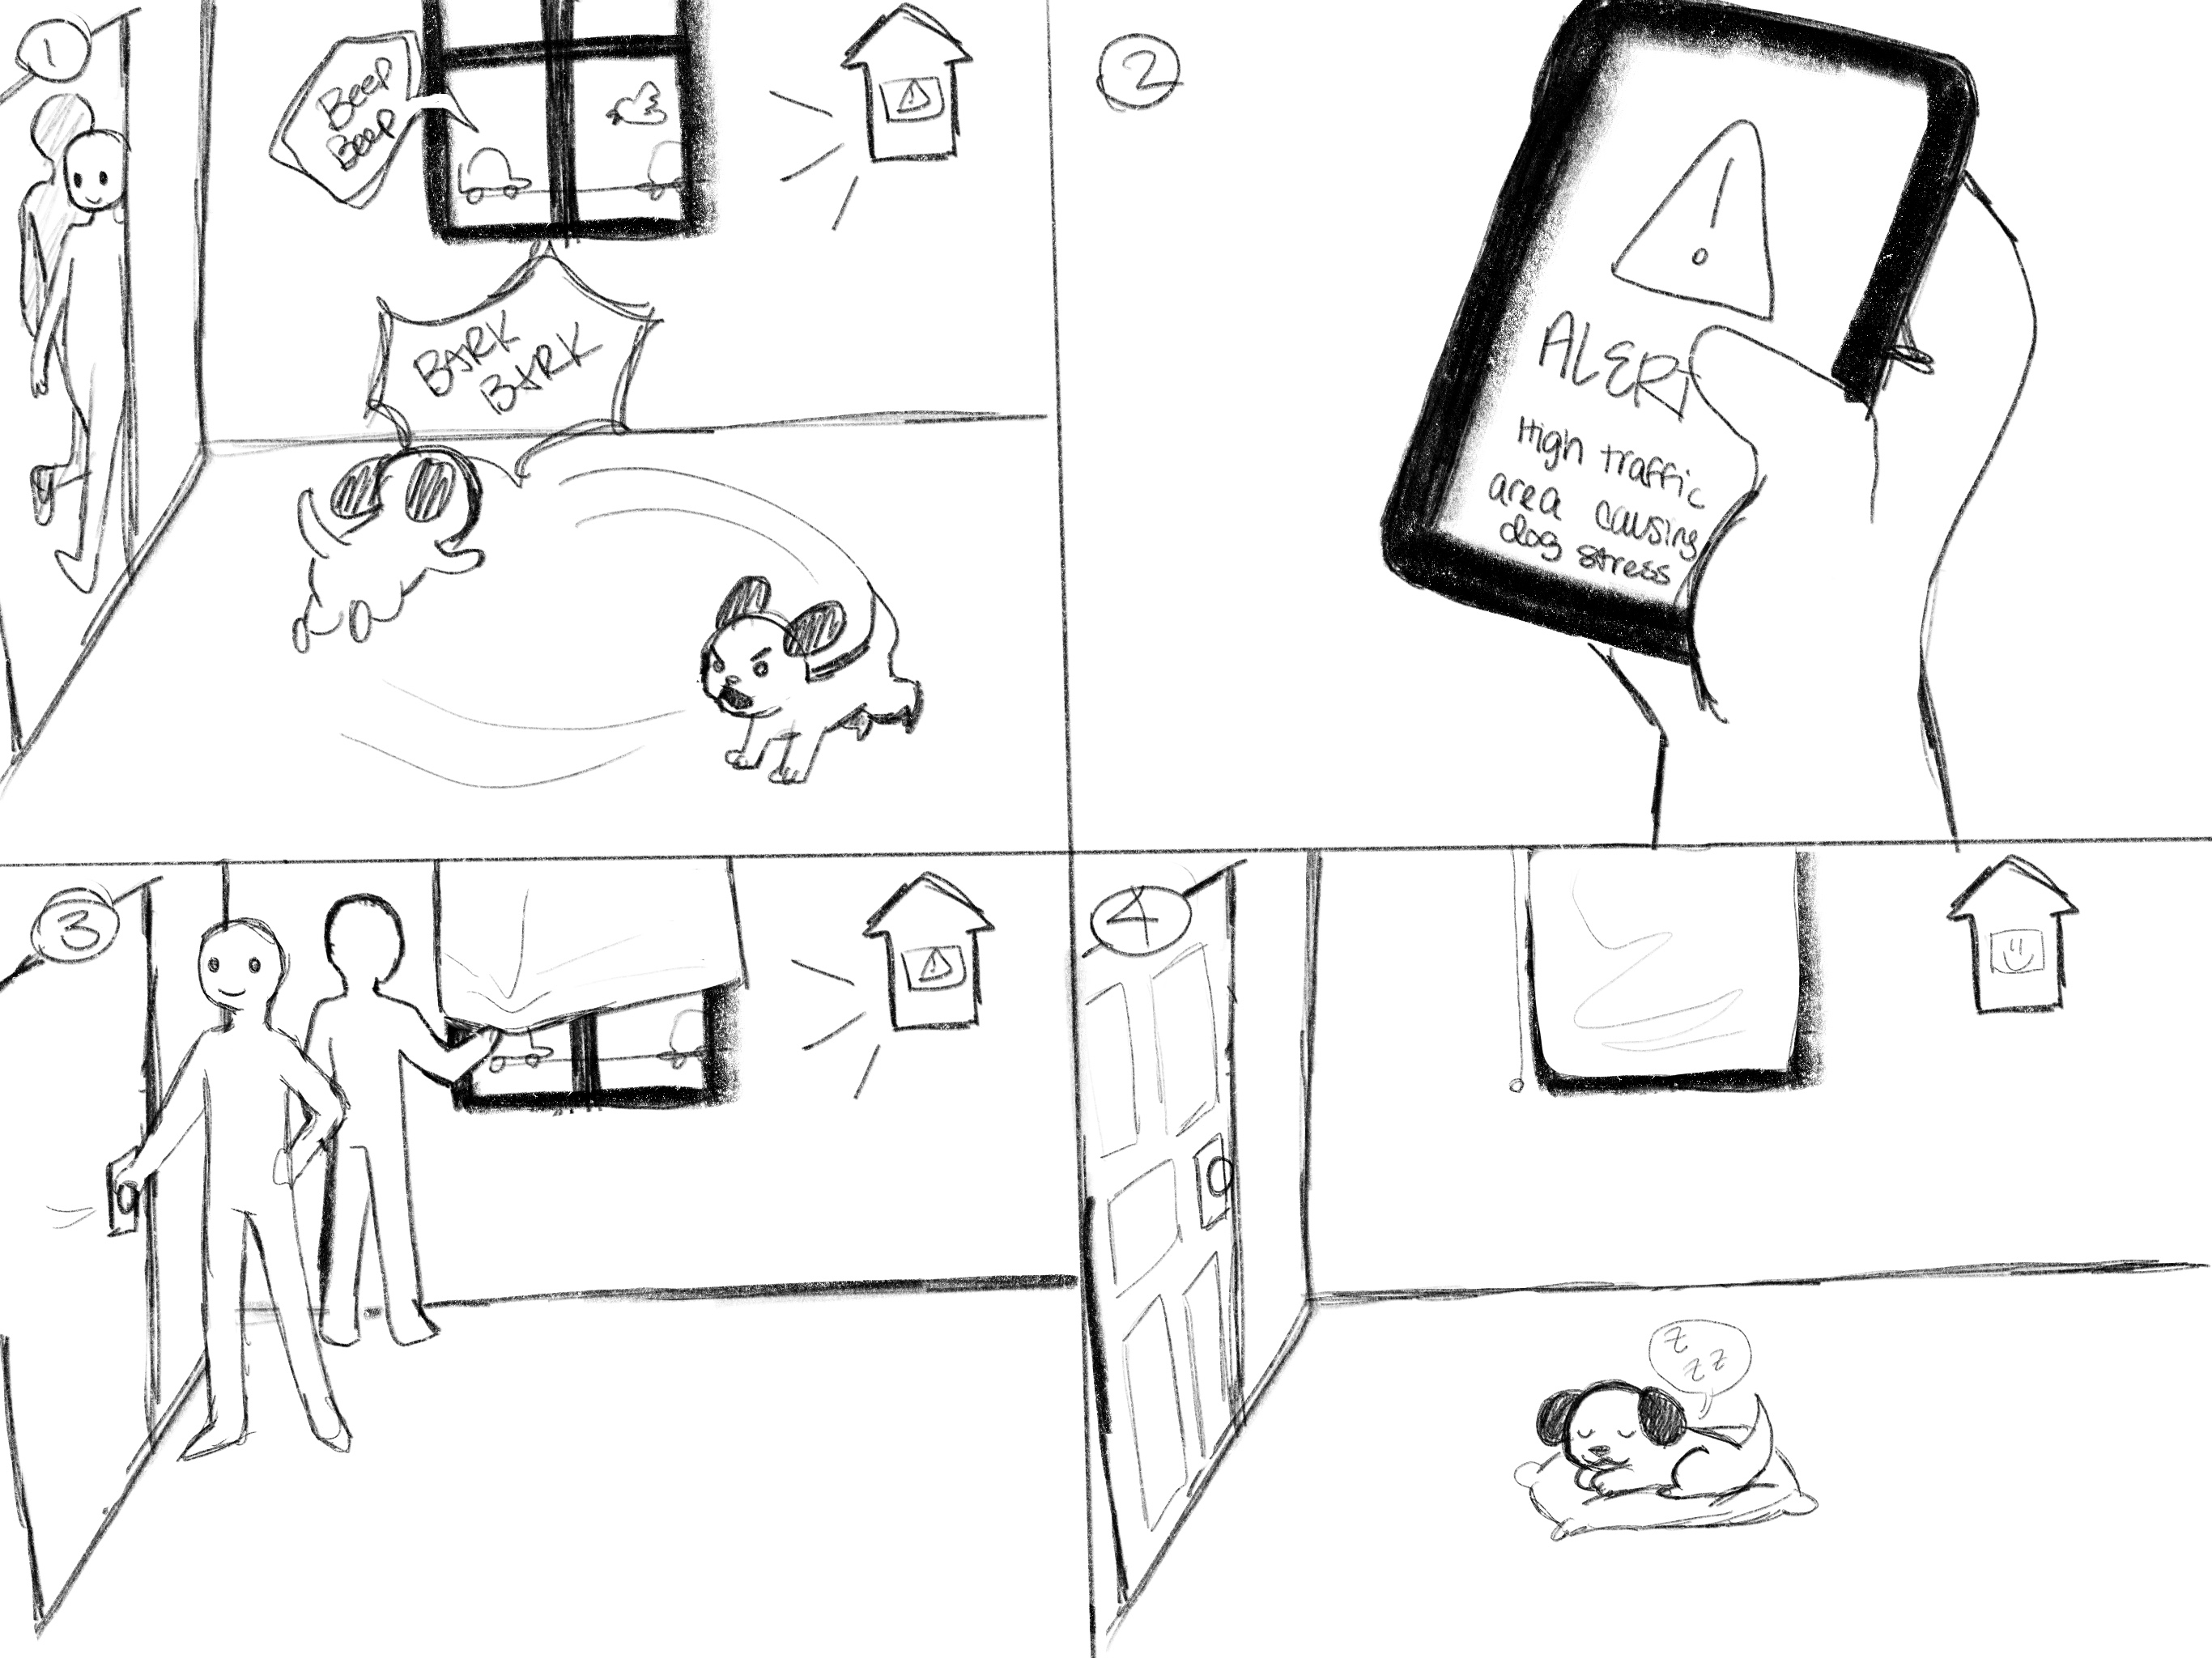 1
Beep
Beep
BARK
BARK
2
!
ALERT
High traffic
area causing
dog stress
3
4
z
z z